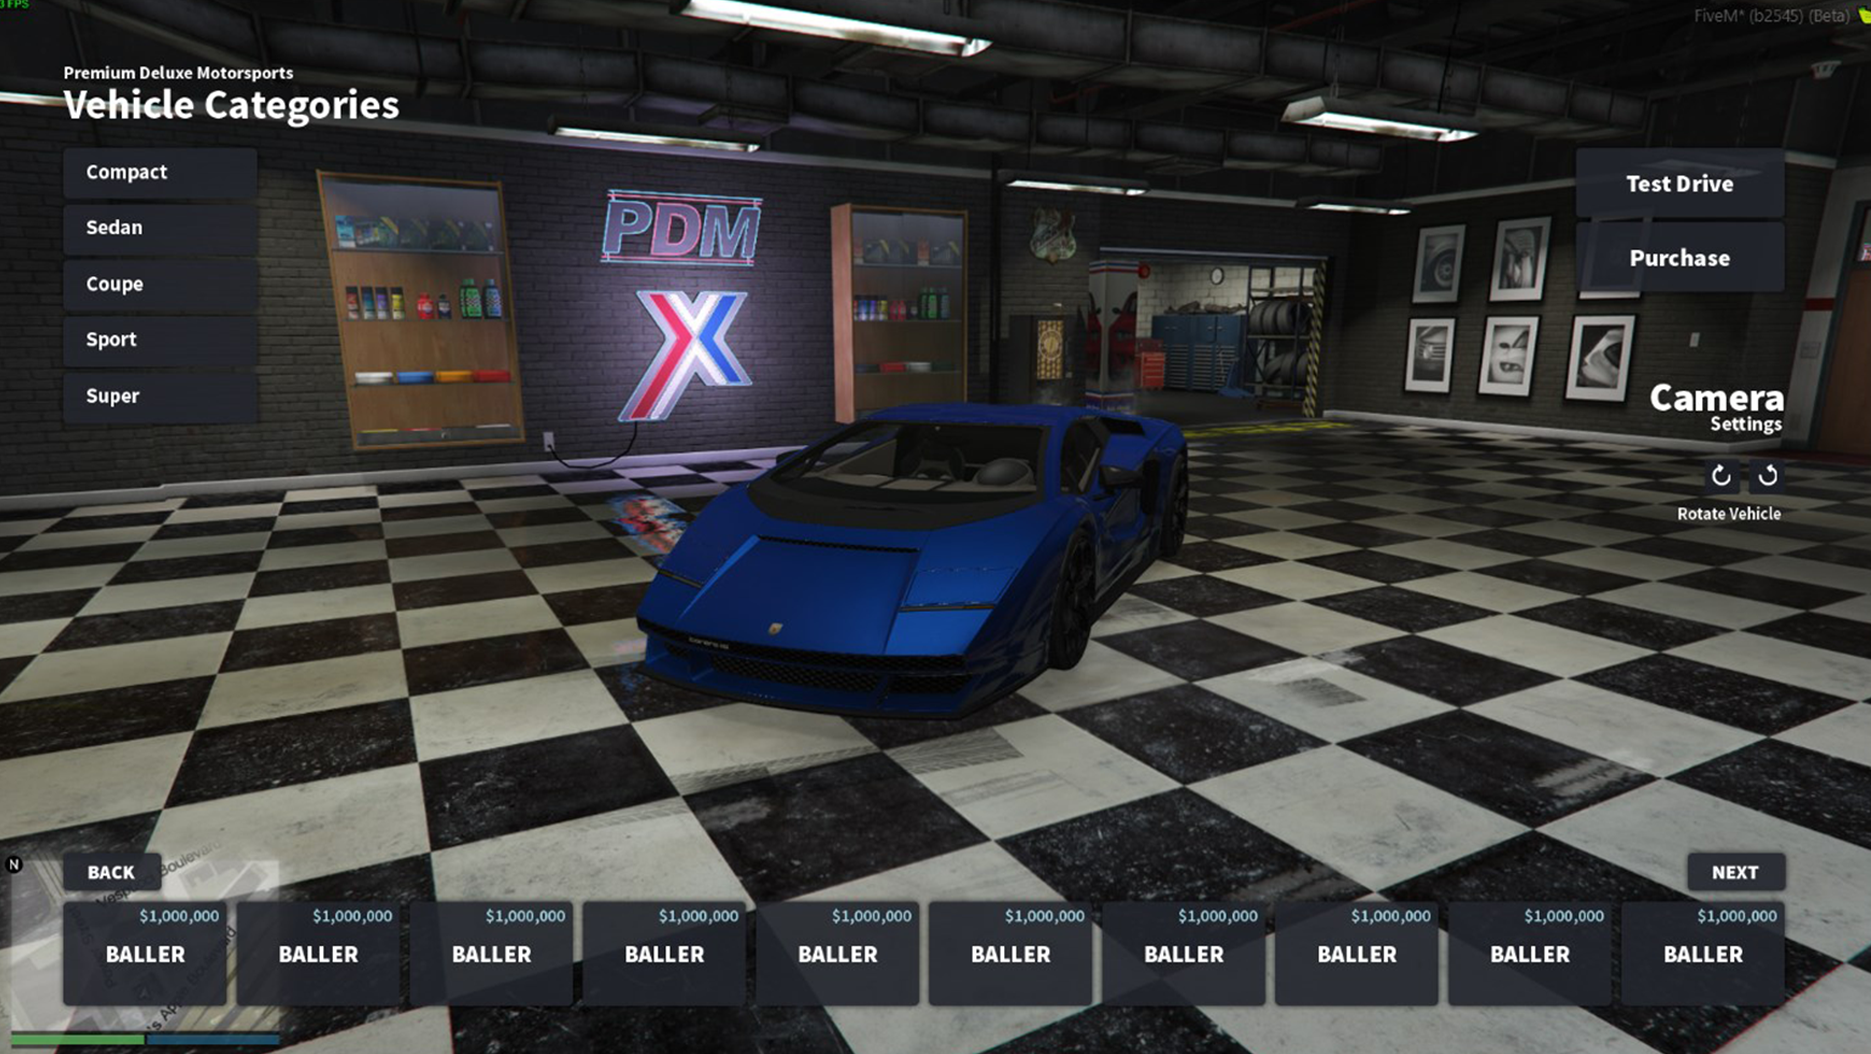 FPS
FiveM* (b2545) (Beta)
Premium Deluxe Motorsports
Vehicle Categories
Compact
Sedan
Coupe
Sport
Super
PDM
X
Test Drive
Purchase
Camera
Settings
Rotate Vehicle
N
BACK
NEXT
$1,000,000
BALLER
$1,000,000
BALLER
$1,000,000
BALLER
$1,000,000
BALLER
$1,000,000
BALLER
$1,000,000
BALLER
$1,000,000
BALLER
$1,000,000
BALLER
$1,000,000
BALLER
$1,000,000
BALLER